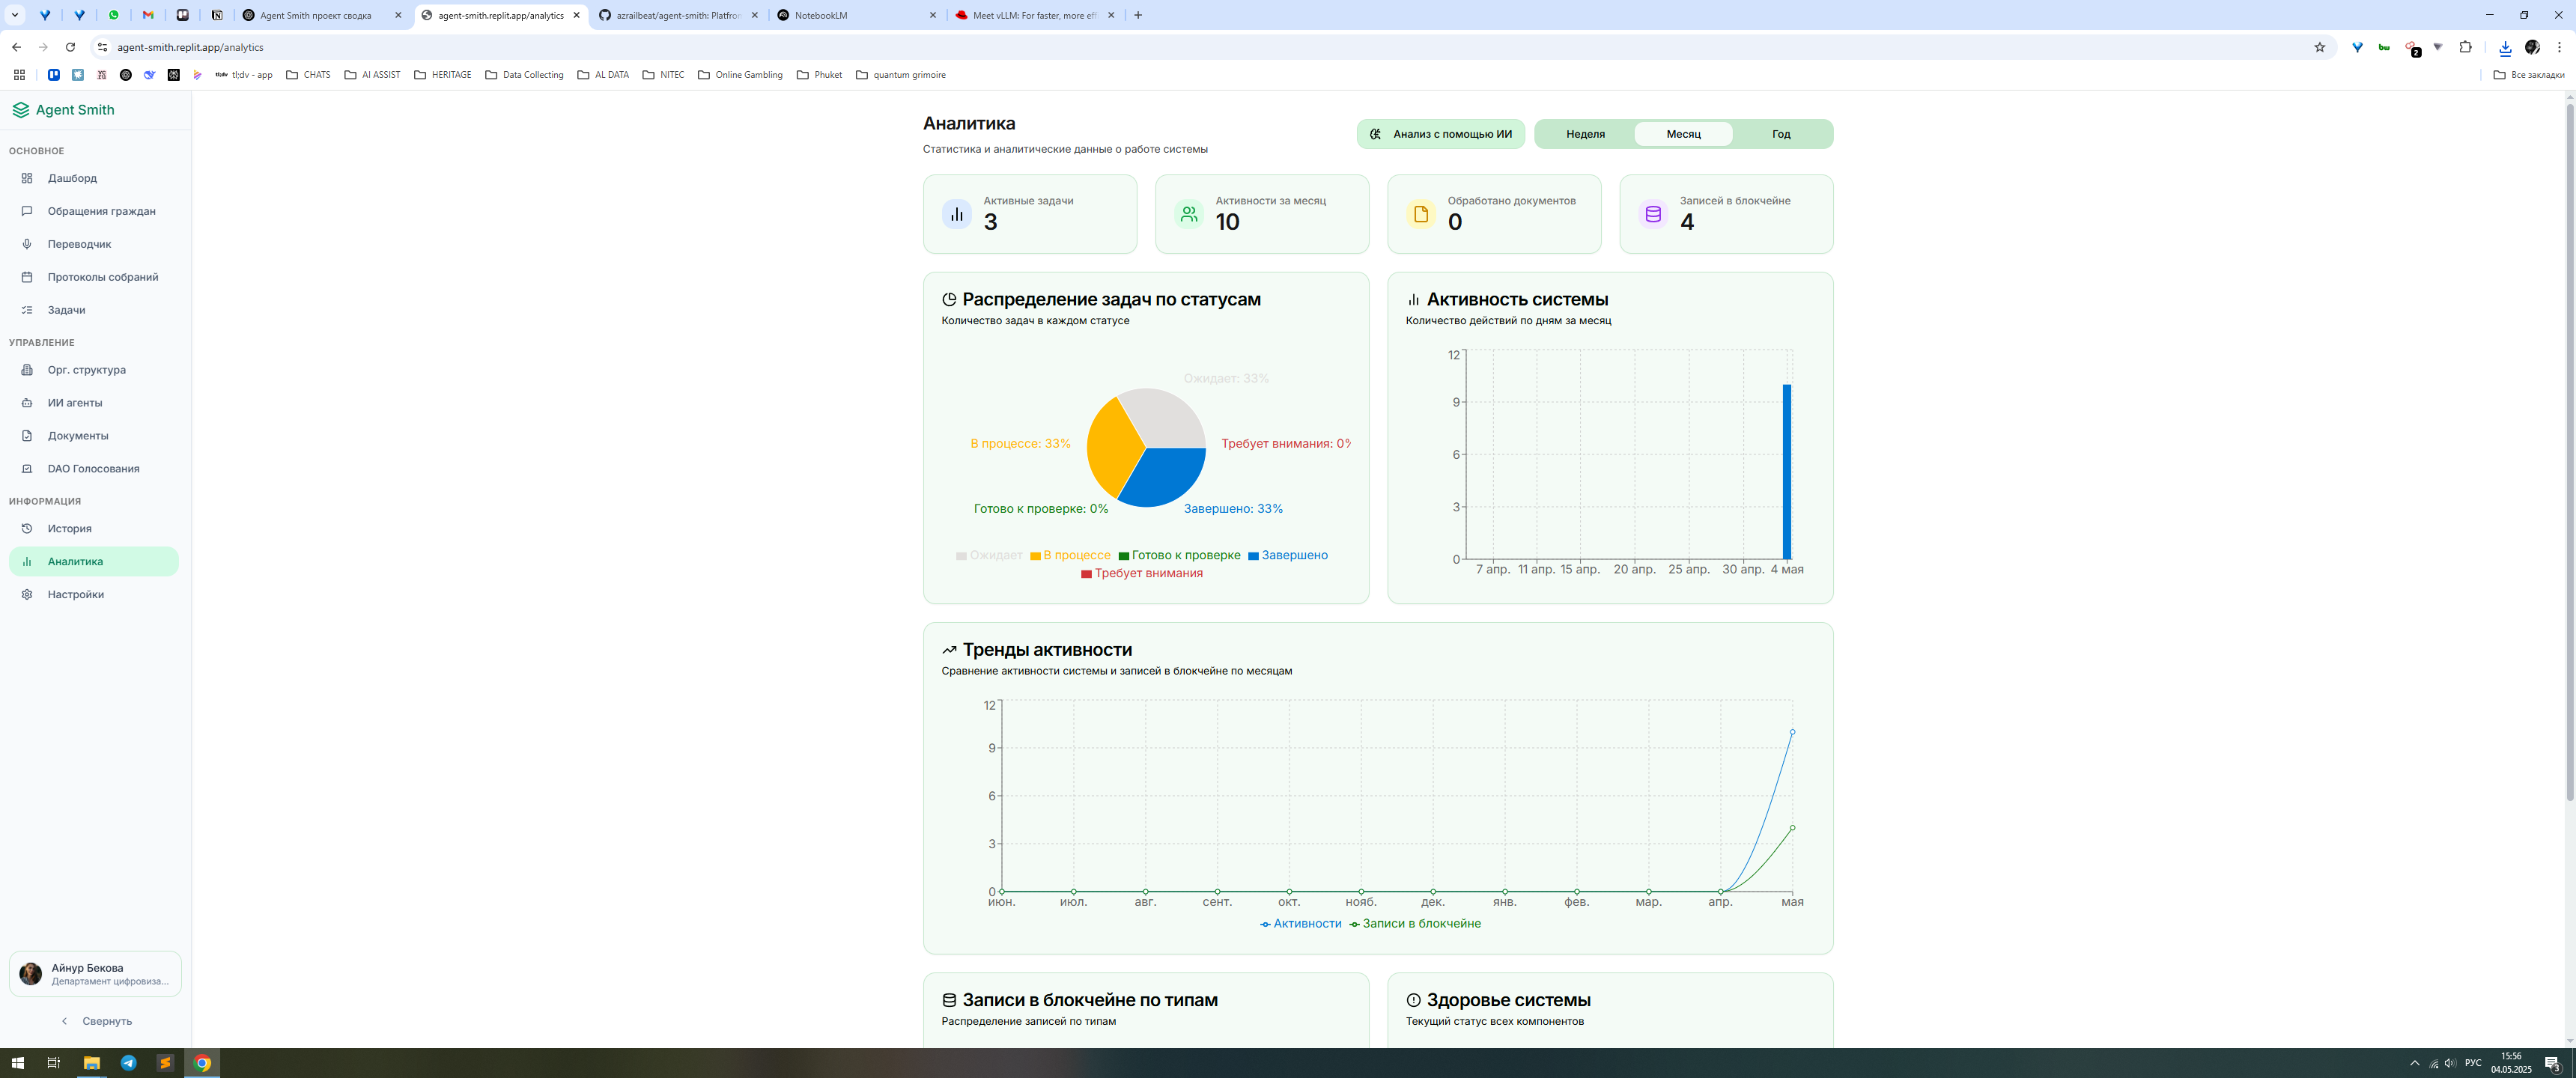 Agent Smith проект сводка
agent-smith.replit.app/analytics
azrailbeat/agent-smith: Platfro
NotebookLM
Meet vLLM: For faster, more eff
agent-smith.replit.app/analytics
2
tl;dv - app
CHATS
AI ASSIST
HERITAGE
Data Collecting
AL DATA
NITEC
Online Gambling
Phuket
quantum grimoire
Все закладки
Agent Smith
ОСНОВНОЕ
Дашборд
Обращения граждан
Переводчик
Протоколы собраний
Задачи
УПРАВЛЕНИЕ
Орг. структура
ИИ агенты
Документы
DAO Голосования
ИНФОРМАЦИЯ
История
Аналитика
Настройки
Айнур Бекова
Департамент цифровиза...
Свернуть
Аналитика
Статистика и аналитические данные о работе системы
Анализ с помощью ИИ
Неделя
Месяц
Год
Активные задачи
3
Активности за месяц
10
Обработано документов
0
Записей в блокчейне
4
Распределение задач по статусам
Количество задач в каждом статусе
Ожидает: 33%
В процессе: 33%
Требует внимания: 0%
Готово к проверке: 0%
Завершено: 33%
Ожидает В процессе Готово к проверке Завершено
Требует внимания
Активность системы
Количество действий по дням за месяц
12
9
6
3
0
7 апр. 11 апр. 15 апр. 20 апр. 25 апр. 30 апр. 4 мая
Тренды активности
Сравнение активности системы и записей в блокчейне по месяцам
12
9
6
3
0
июн. июл. авг. сент. окт. нояб. дек. янв. фев. мар. апр. мая
Активности Записи в блокчейне
Записи в блокчейне по типам
Распределение записей по типам
Здоровье системы
Текущий статус всех компонентов
РУС
15:56
04.05.2025
3